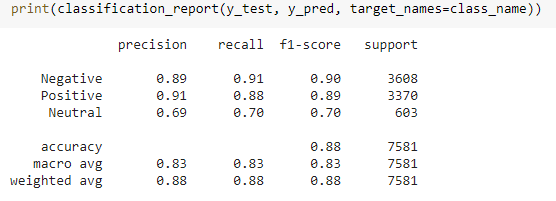 print(classification_report(y_test, y_pred, target_names=class_name))
precision recall f1-score support
Negative 0.89 0.91 0.90 3608
Positive 0.91 0.88 0.89 3370
Neutral 0.69 0.70 0.70 603
accuracy 0.88 7581
macro avg 0.83 0.83 0.83 7581
weighted avg 0.88 0.88 0.88 7581